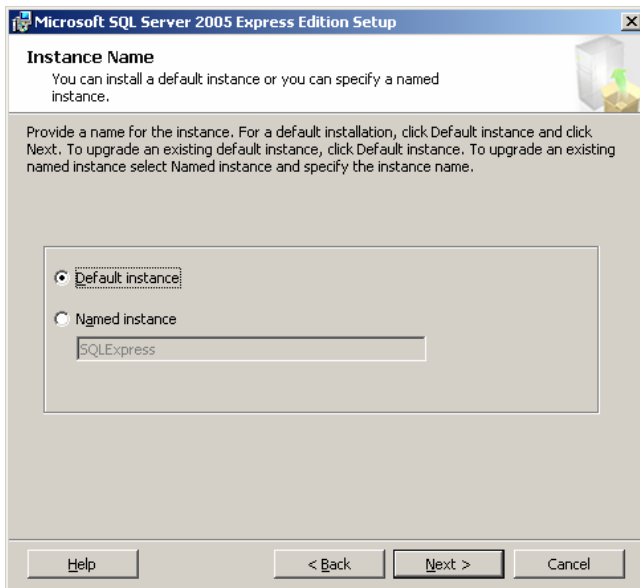 Microsoft SQL Server 2005 Express Edition Setup
Instance Name
You can install a default instance or you can specify a named
instance.
Provide a name for the instance. For a default installation, click Default instance and click
Next. To upgrade an existing default instance, click Default instance. To upgrade an existing
named instance select Named instance and specify the instance name.
Default instance
Named instance
SQLExpress
Help
< Back
Next >
Cancel